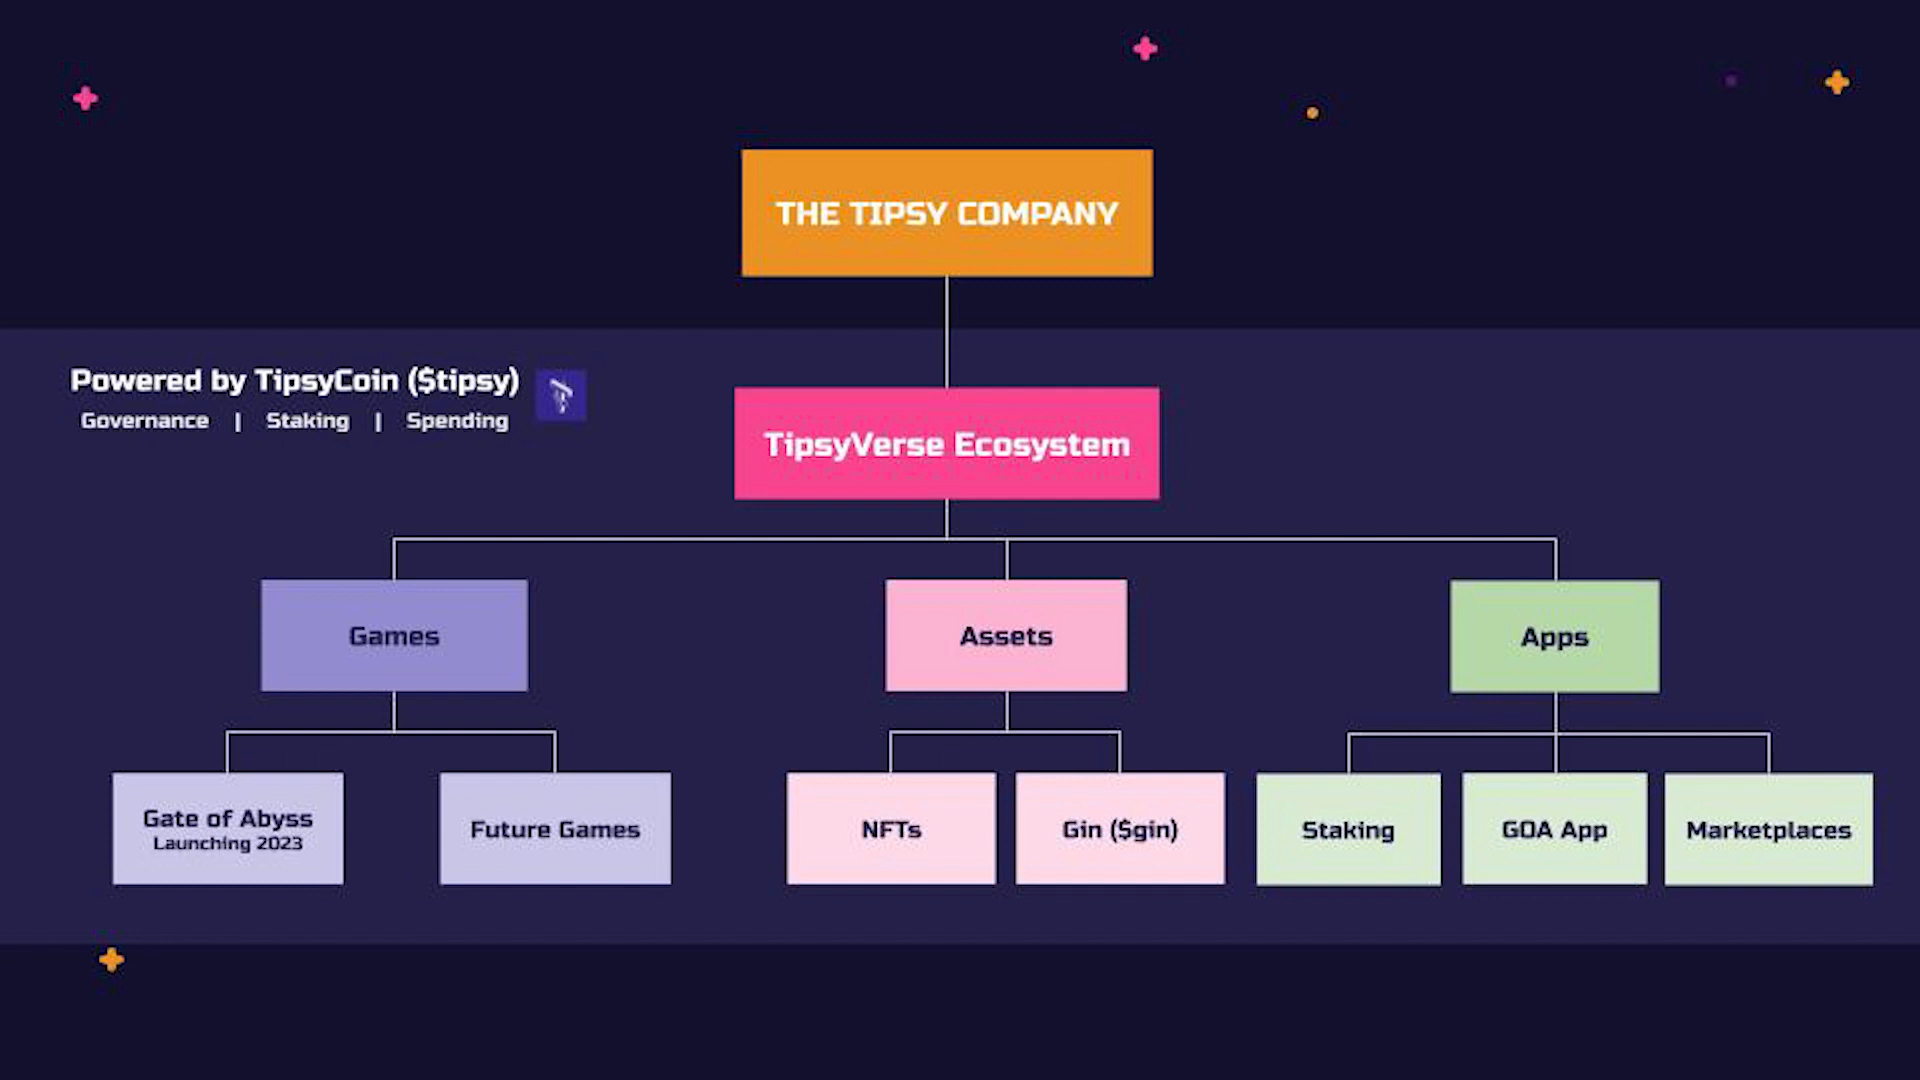 THE TIPSY COMPANY
Powered by TipsyCoin ($tipsy)
Governance | Staking | Spending
TipsyVerse Ecosystem
Games
Assets
Apps
Gate of Abyss
Launching 2023
Future Games
NFTs
Gin ($gin)
Staking
GOA App
Marketplaces